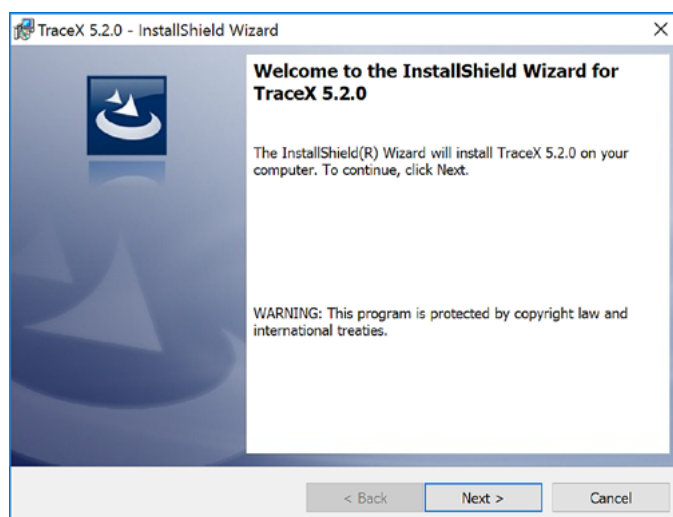 TraceX 5.2.0 - InstallShield Wizard
Welcome to the InstallShield Wizard for
TraceX 5.2.0
The InstallShield(R) Wizard will install TraceX 5.2.0 on your
computer. To continue, click Next.
WARNING: This program is protected by copyright law and
international treaties.
< Back
Next >
Cancel